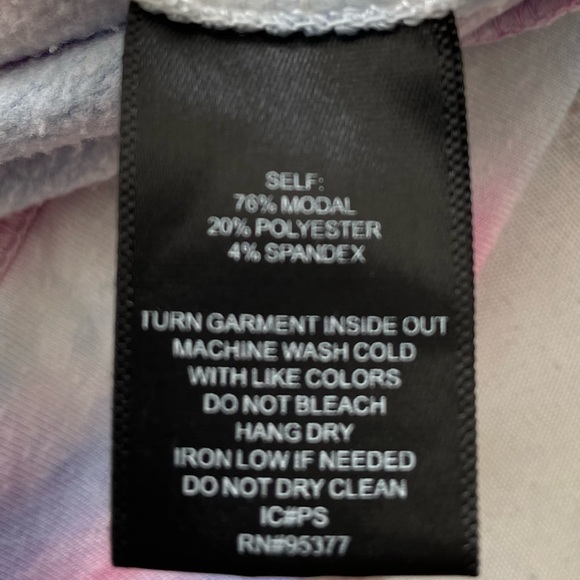 SELF:
76% MODAL
20% POLYESTER
4% SPANDEX
TURN GARMENT INSIDE OUT
MACHINE WASH COLD
WITH LIKE COLORS
DO NOT BLEACH
HANG DRY
IRON LOW IF NEEDED
DO NOT DRY CLEAN
IC#PS
RN#95377